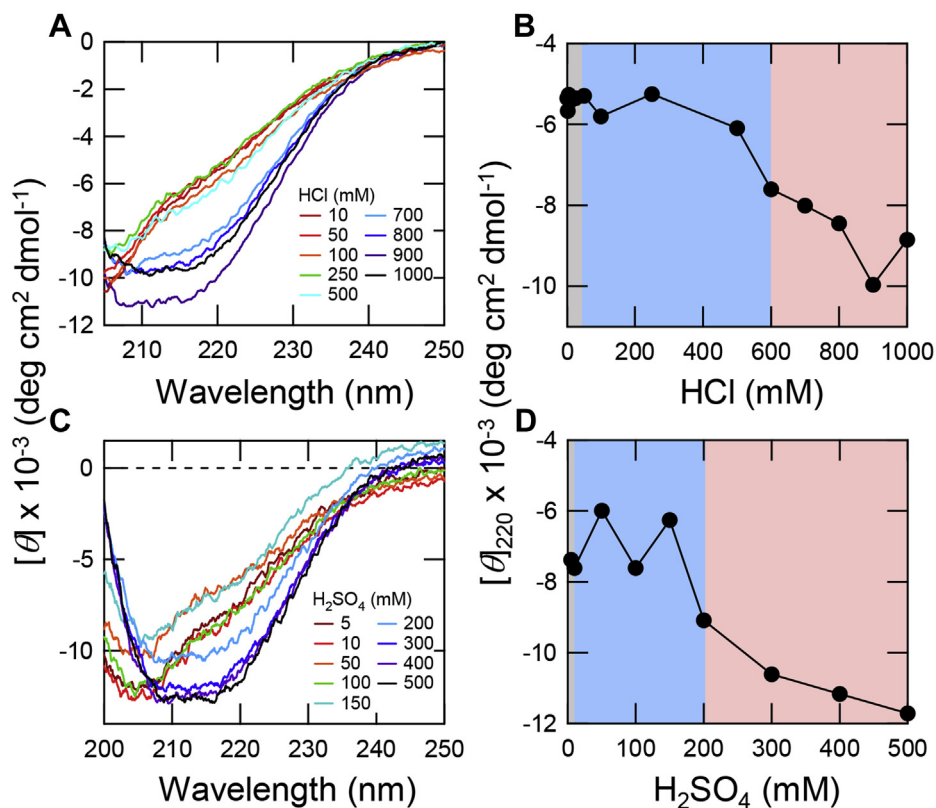 A
0
-2
-4
-6
-8
-10
-12
210 220 230 240 250
Wavelength (nm)
HCl (mM)
10 700
50 800
100 900
250 1000
500
B
-4
-6
-8
-10
0 200 400 600 800 1000
HCl (mM)
[θ] x 10⁻³ (deg cm² dmol⁻¹)
[θ]₂₂₀ x 10⁻³ (deg cm² dmol⁻¹)
C
0
-5
-10
200 210 220 230 240 250
Wavelength (nm)
H₂SO₄ (mM)
5 200
10 300
50 400
100 500
150
D
-4
-6
-8
-10
-12
0 100 200 300 400 500
H₂SO₄ (mM)